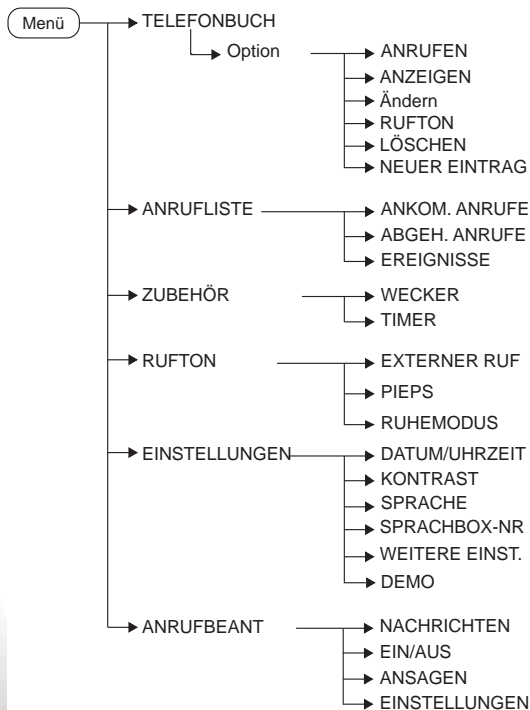 Menü
TELEFONBUCH
Option
ANRUFEN
ANZEIGEN
Ändern
RUFTON
LÖSCHEN
NEUER EINTRAG
ANRUFLISTE
ANKOM. ANRUFE
ABGEH. ANRUFE
EREIGNISSE
ZUBEHÖR
WECKER
TIMER
RUFTON
EXTERNER RUF
PIEPS
RUHEMODUS
EINSTELLUNGEN
DATUM/UHRZEIT
KONTRAST
SPRACHE
SPRACHBOX-NR
WEITERE EINST.
DEMO
ANRUFBEANT
NACHRICHTEN
EIN/AUS
ANSAGEN
EINSTELLUNGEN